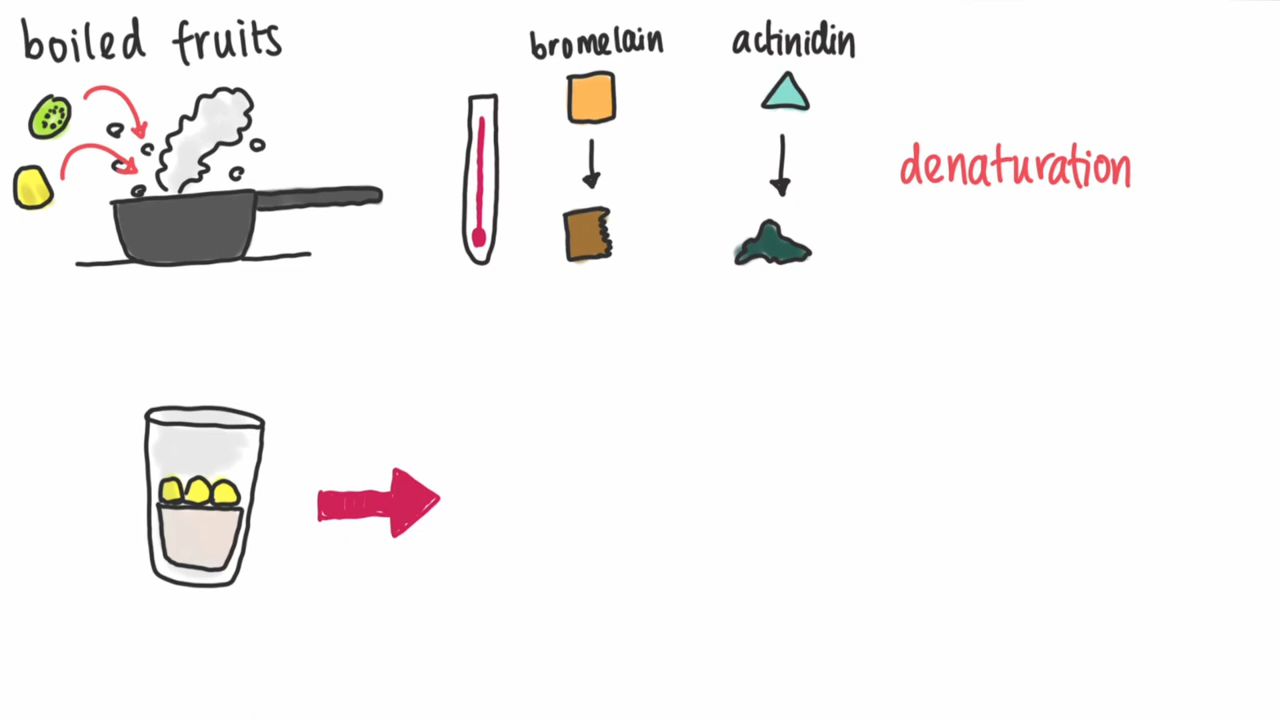 boiled fruits
bromelain
actinidin
denaturation